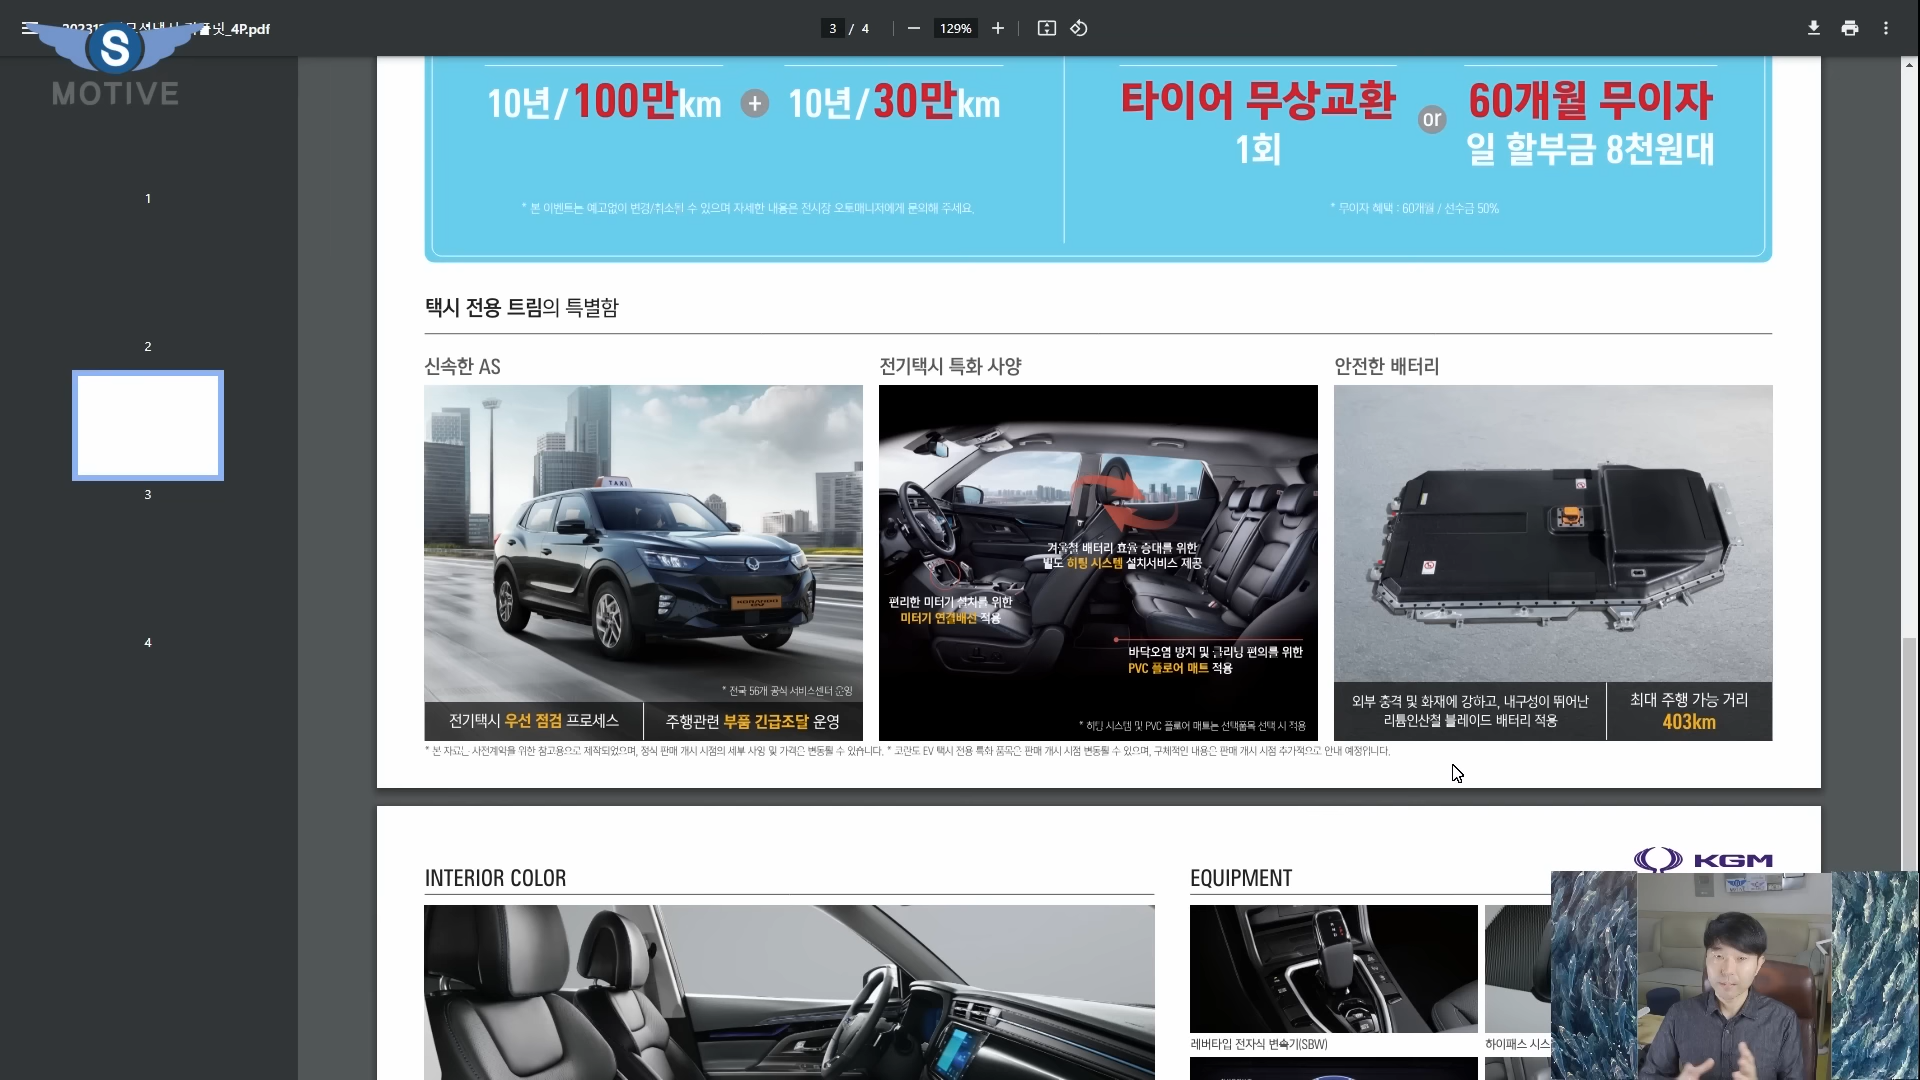 릿_4P.pdf
3 / 4
129%
S
MOTIVE
1
2
3
4
10년/100만km + 10년/30만km
타이어 무상교환
1회
or
60개월 무이자
일 할부금 8천원대
* 본 이벤트는 예고없이 변경/취소될 수 있으며 자세한 내용은 전시장 오토매니저에게 문의해 주세요.
* 무이자 혜택 : 60개월 / 선수금 50%
택시 전용 트림의 특별함
신속한 AS
TAXI
KORANDO
* 전국 56개 공식 서비스센터 운영
전기택시 우선 점검 프로세스
주행관련 부품 긴급조달 운영
전기택시 특화 사양
겨울철 배터리 효율 증대를 위한
별도 히팅 시스템 설치서비스 제공
편리한 미터기 설치를 위한
미터기 연결배선 적용
바닥오염 방지 및 클리닝 편의를 위한
PVC 플로어 매트 적용
* 히팅 시스템 및 PVC 플로어 매트는 선택품목 선택 시 적용
안전한 배터리
외부 충격 및 화재에 강하고, 내구성이 뛰어난
리튬인산철 블레이드 배터리 적용
최대 주행 가능 거리
403km
* 본 자료는 사전계약을 위한 참고용으로 제작되었으며, 정식 판매 개시 시점의 세부 사양 및 가격은 변동될 수 있습니다. * 코란도 EV 택시 전용 특화 품목은 판매 개시 시점 변동될 수 있으며, 구체적인 내용은 판매 개시 시점 추가적으로 안내 예정입니다.
KGM
INTERIOR COLOR
EQUIPMENT
레버타입 전자식 변속기(SBW)
하이패스 시스